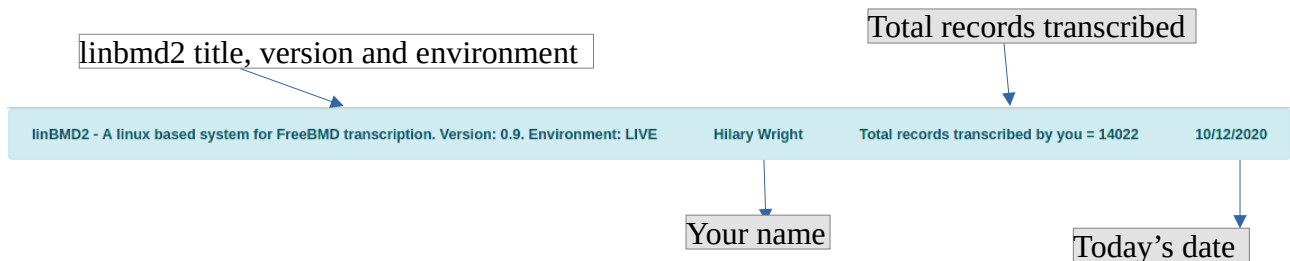 Total records transcribed
linbmd2 title, version and environment
linBMD2 - A linux based system for FreeBMD transcription. Version: 0.9. Environment: LIVE Hilary Wright Total records transcribed by you = 14022 10/12/2020
Your name
Today’s date